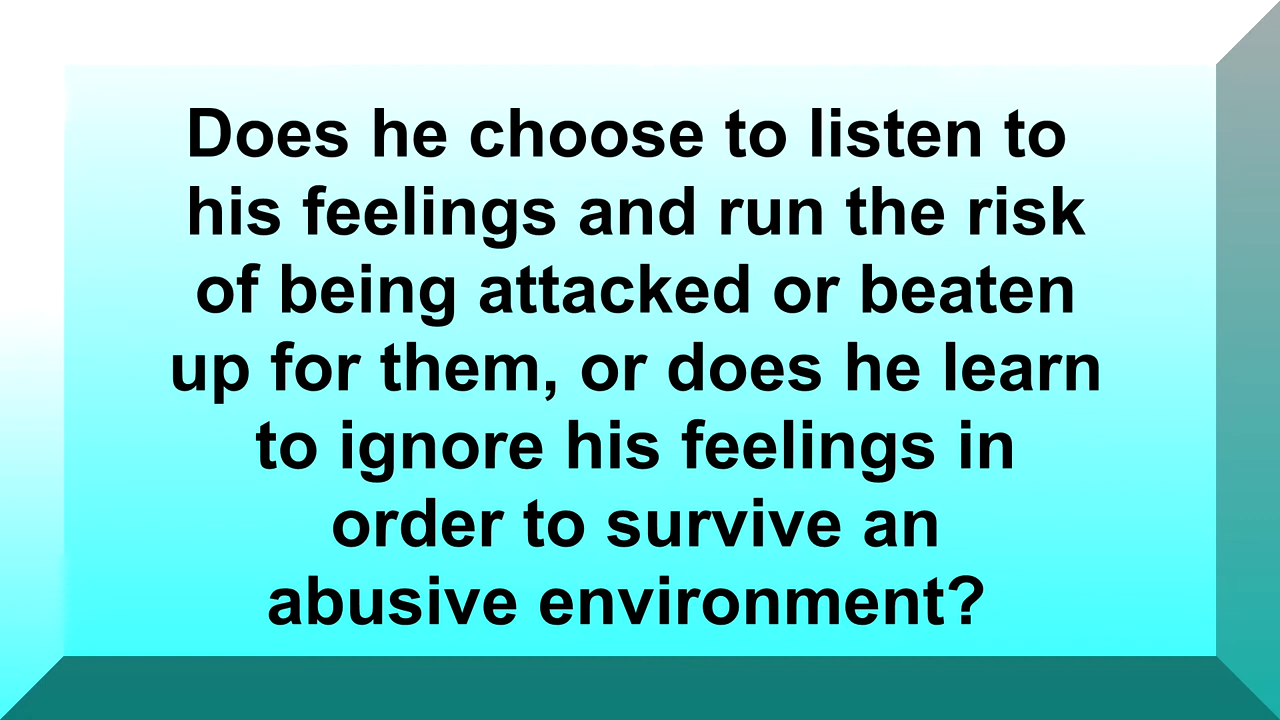 Does he choose to listen to
his feelings and run the risk
of being attacked or beaten
up for them, or does he learn
to ignore his feelings in
order to survive an
abusive environment?